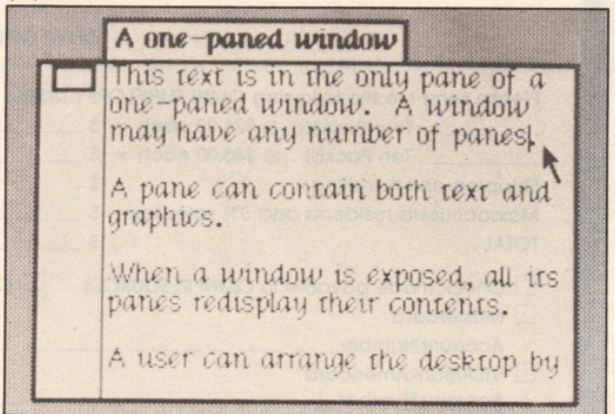 A one-paned window
This text is in the only pane of a
one-paned window. A window
may have any number of panes.
A pane can contain both text and
graphics.
When a window is exposed, all its
panes redisplay their contents.
A user can arrange the desktop by